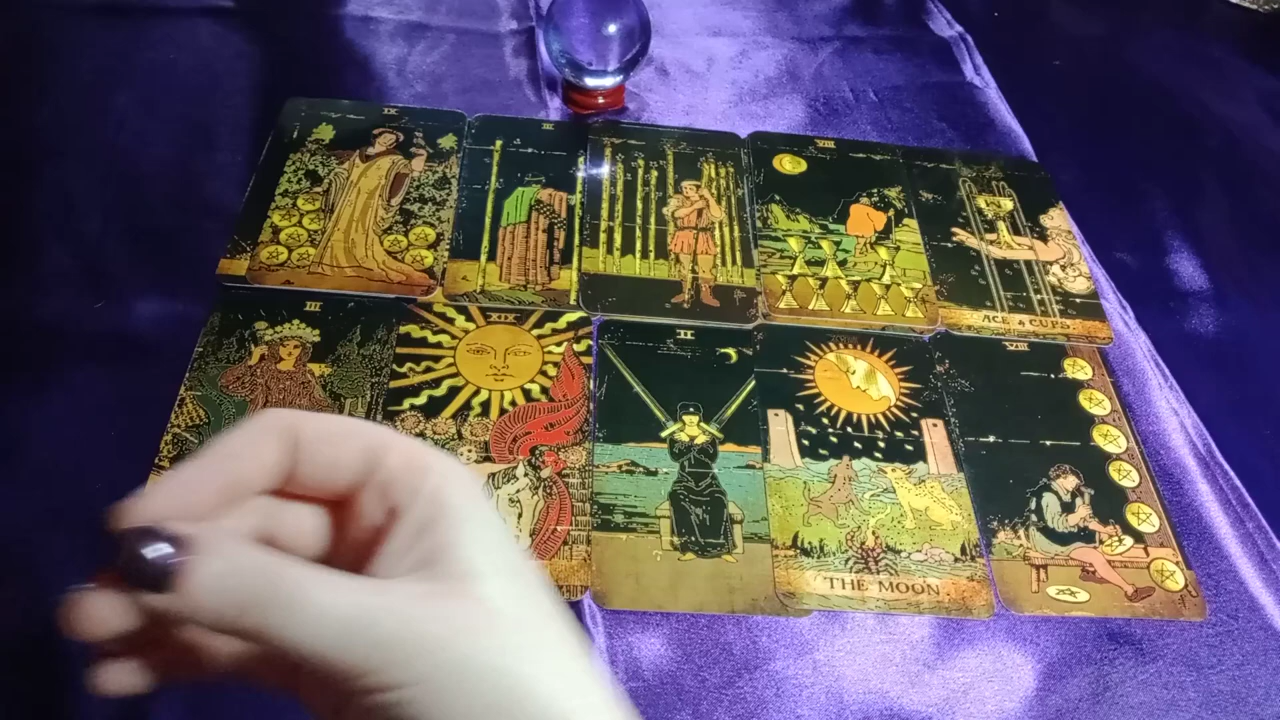 IX
III
VIII
ACE of CUPS
III
XIX
II
VIII
THE MOON